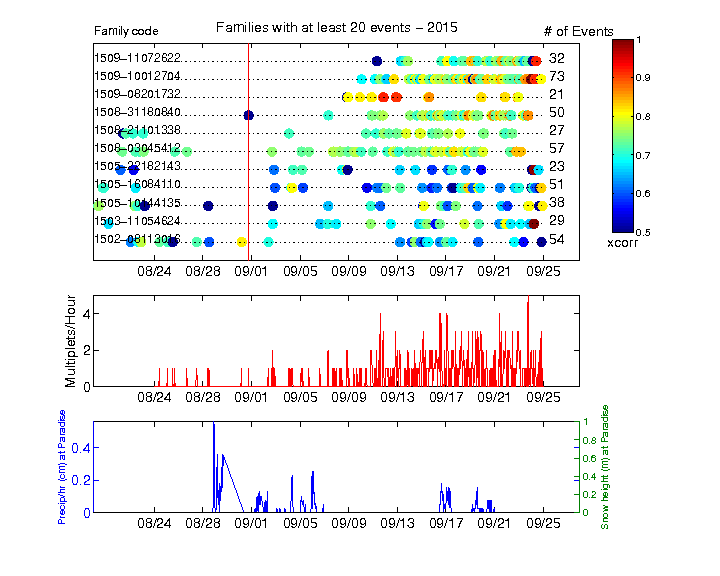 Families with at least 20 events – 2015
Family code
# of Events
1509–11072622 32
1509–10012704 73
1509–08201732 21
1508–31180840 50
1508–21101338 27
1508–03045412 57
1505–22182143 23
1505–16084110 51
1505–10144135 38
1503–11054624 29
1502–08113016 54
08/24 08/28 09/01 09/05 09/09 09/13 09/17 09/21 09/25
1
0.9
0.8
0.7
0.6
0.5
xcorr
Multiplets/Hour
4
2
0
08/24 08/28 09/01 09/05 09/09 09/13 09/17 09/21 09/25
Precip/hr (cm) at Paradise
0.4
0.2
0
1
0.8
0.6
0.4
0.2
0
Snow height (m) at Paradise
08/24 08/28 09/01 09/05 09/09 09/13 09/17 09/21 09/25